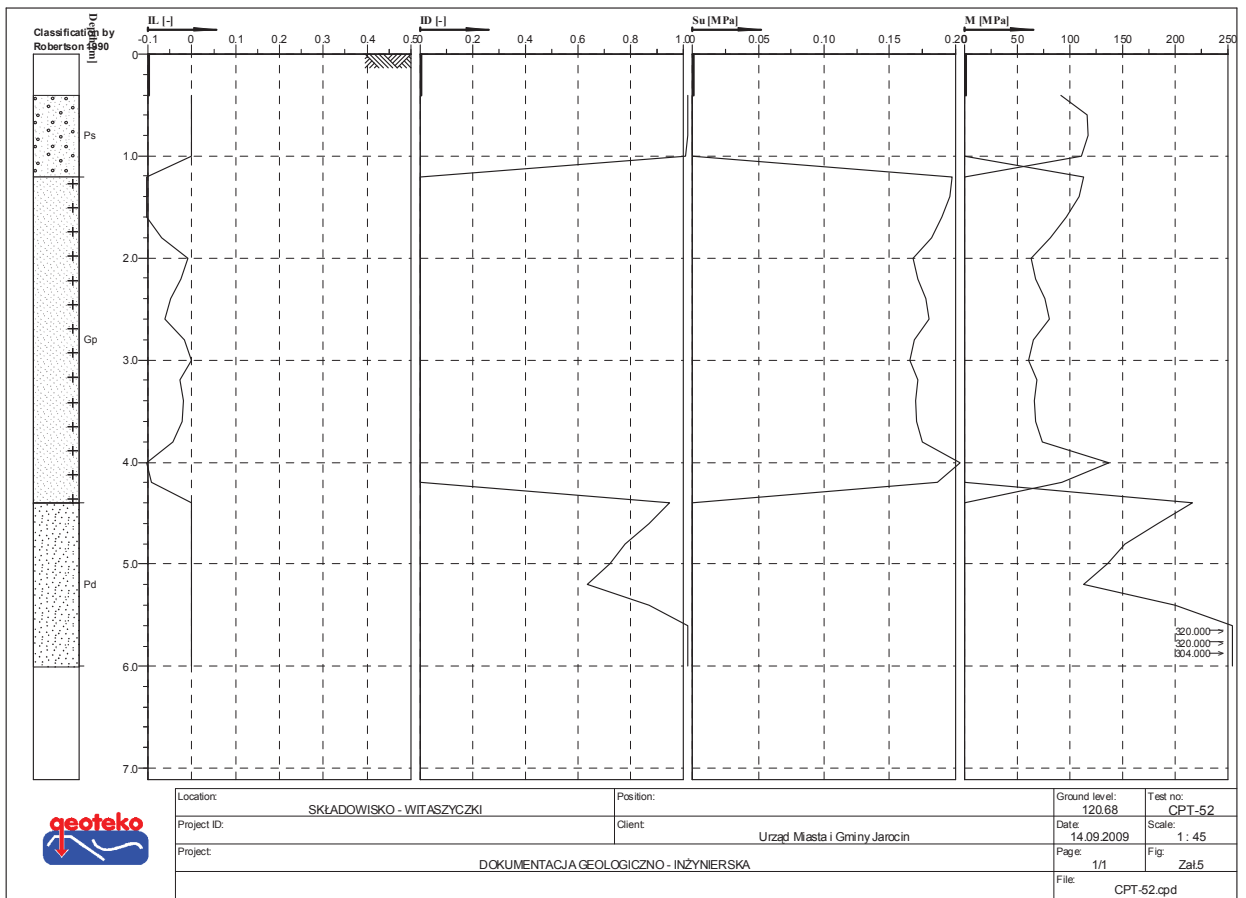 Classification by
Robertson 1990
Depth [m]
IL [-]
-0.1 0 0.1 0.2 0.3 0.4 0.5
ID [-]
0 0.2 0.4 0.6 0.8 1.0
Su [MPa]
0 0.05 0.10 0.15 0.20
M [MPa]
0 50 100 150 200 250
0
1.0
2.0
3.0
4.0
5.0
6.0
7.0
Ps
Gp
Pd
320.000
320.000
304.000
geoteko
Location:
SKŁADOWISKO - WITASZYCZKI
Position:
Ground level:
120.68
Test no:
CPT-52
Project ID:
Client:
Urząd Miasta i Gminy Jarocin
Date:
14.09.2009
Scale:
1 : 45
Project:
DOKUMENTACJA GEOLOGICZNO - INŻYNIERSKA
Page:
1/1
Fig:
Zał.5
File:
CPT-52.cpd